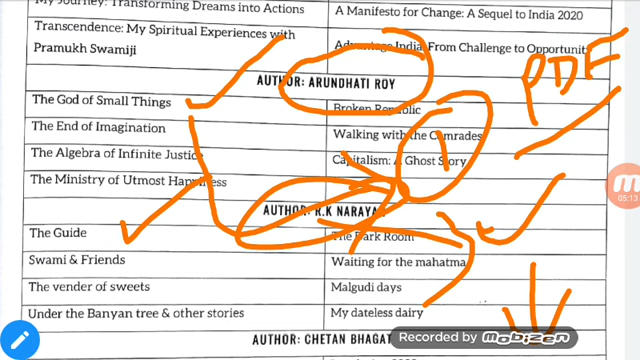 My Journey: Transforming Dreams into Actions | A Manifesto for Change: A Sequel to India 2020
Transcendence: My Spiritual Experiences with Pramukh Swamiji | Advantage India: From Challenge to Opportunit
AUTHOR: ARUNDHATI ROY
The God of Small Things | Broken Republic
The End of Imagination | Walking with the Comrades
The Algebra of Infinite Justice | Capitalism: A Ghost Story
The Ministry of Utmost Happiness
AUTHOR: R.K NARAYAN
The Guide | The Dark Room
Swami & Friends | Waiting for the mahatma
The vender of sweets | Malgudi days
Under the Banyan tree & other stories | My dateless dairy
AUTHOR: CHETAN BHAGAT
PDF
1
05:13
Recorded by mobizen